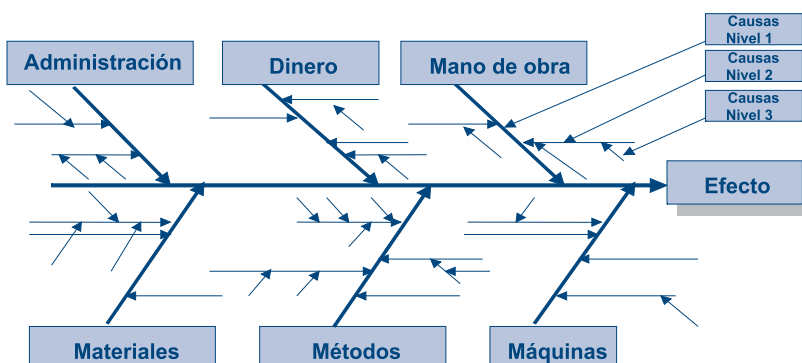 Causas
Nivel 1
Administración
Dinero
Mano de obra
Causas
Nivel 2
Causas
Nivel 3
Efecto
Materiales
Métodos
Máquinas